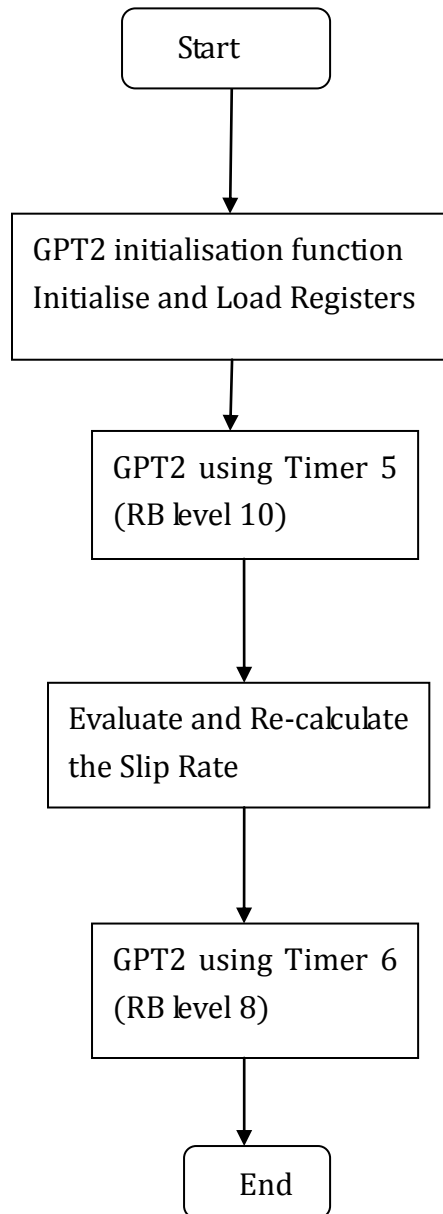 Start
GPT2 initialisation function
Initialise and Load Registers
GPT2 using Timer 5
(RB level 10)
Evaluate and Re-calculate
the Slip Rate
GPT2 using Timer 6
(RB level 8)
End